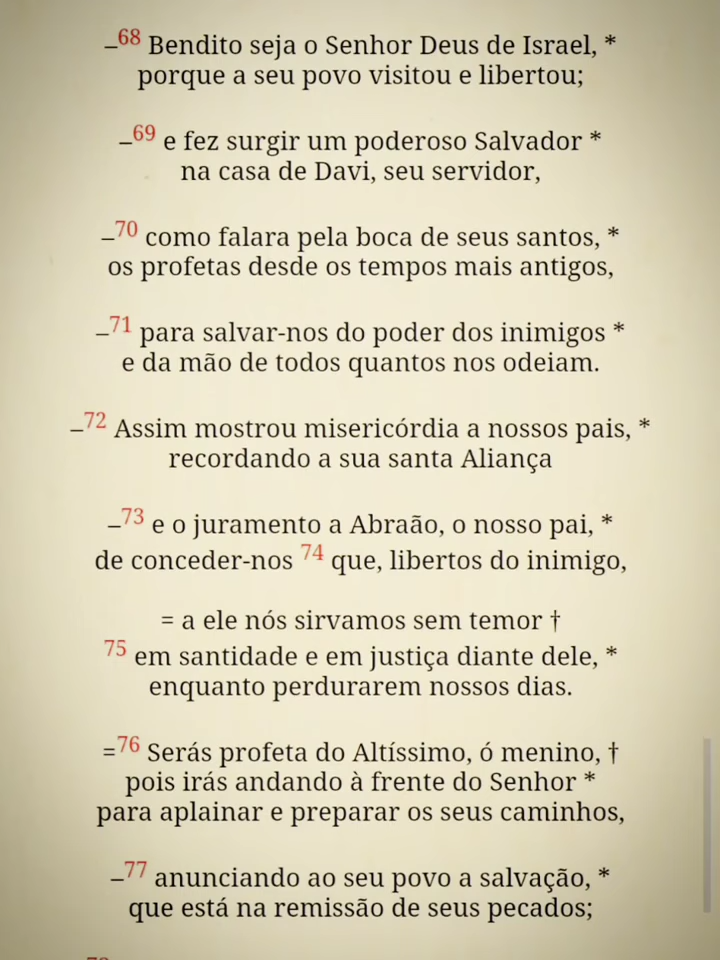 –68 Bendito seja o Senhor Deus de Israel, *
porque a seu povo visitou e libertou;
–69 e fez surgir um poderoso Salvador *
na casa de Davi, seu servidor,
–70 como falara pela boca de seus santos, *
os profetas desde os tempos mais antigos,
–71 para salvar-nos do poder dos inimigos *
e da mão de todos quantos nos odeiam.
–72 Assim mostrou misericórdia a nossos pais, *
recordando a sua santa Aliança
–73 e o juramento a Abraão, o nosso pai, *
de conceder-nos 74 que, libertos do inimigo,
= a ele nós sirvamos sem temor †
75 em santidade e em justiça diante dele, *
enquanto perdurarem nossos dias.
=76 Serás profeta do Altíssimo, ó menino, †
pois irás andando à frente do Senhor *
para aplainar e preparar os seus caminhos,
–77 anunciando ao seu povo a salvação, *
que está na remissão de seus pecados;